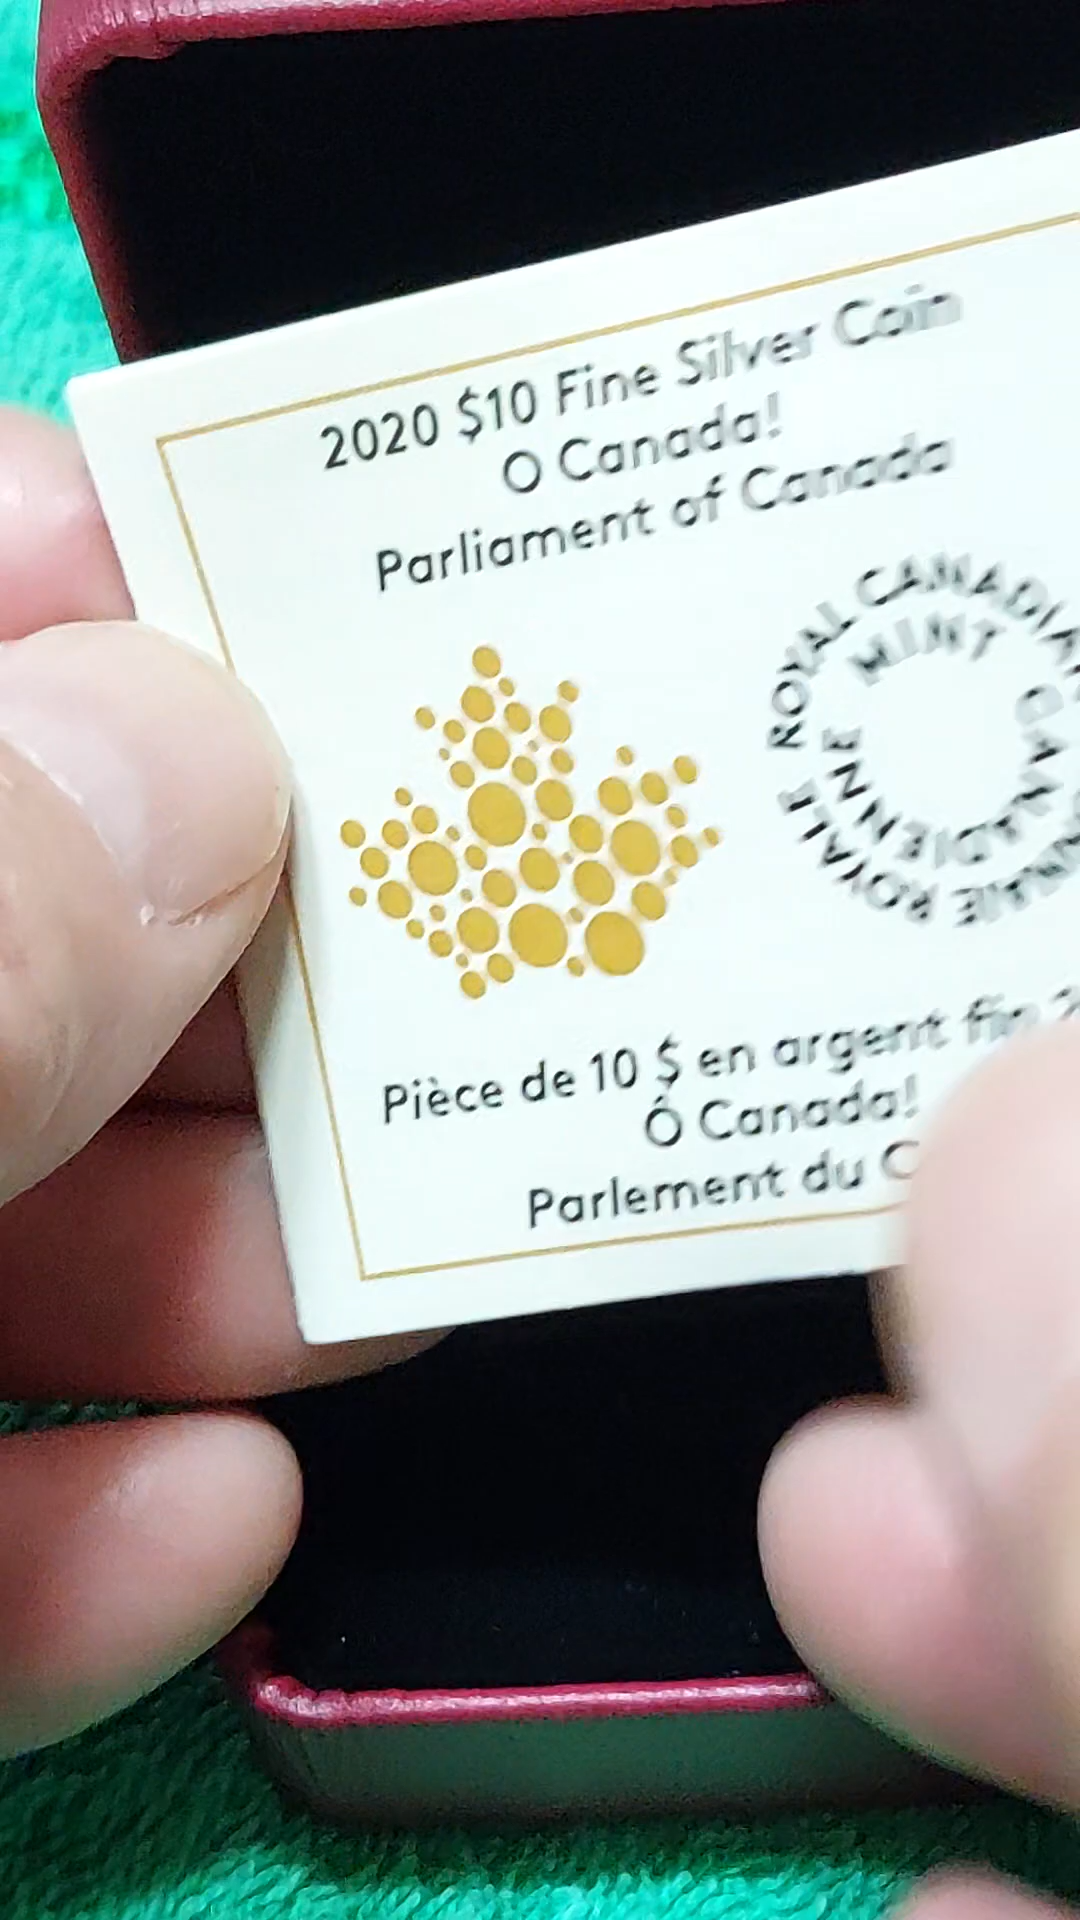 2020 $10 Fine Silver Coin
O Canada!
Parliament of Canada
ROYAL CANADIAN
MINT
ROYALE
CANADIENNE
Pièce de 10 $ en argent fin
Ô Canada!
Parlement du